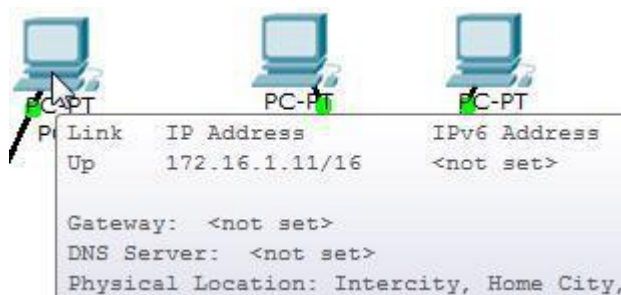 PC-PT PC-PT PC-PT
Link IP Address IPv6 Address
Up 172.16.1.11/16 <not set>
Gateway: <not set>
DNS Server: <not set>
Physical Location: Intercity, Home City,